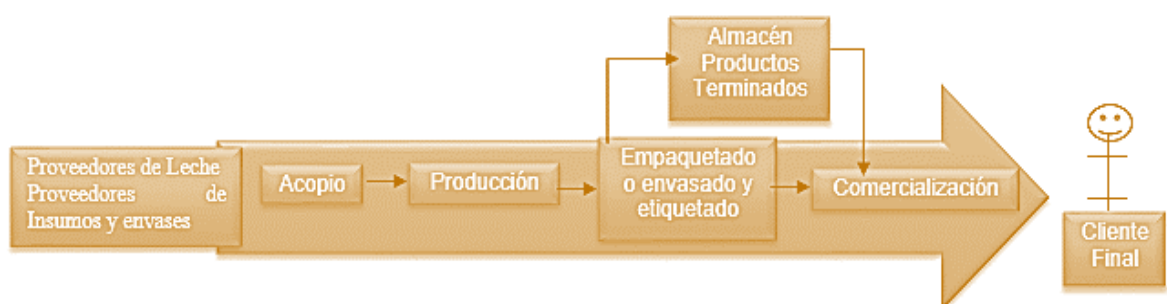 Proveedores de Leche
Proveedores de
Insumos y envases
Acopio
Producción
Empaquetado
o envasado y
etiquetado
Almacén
Productos
Terminados
Comercialización
Cliente
Final